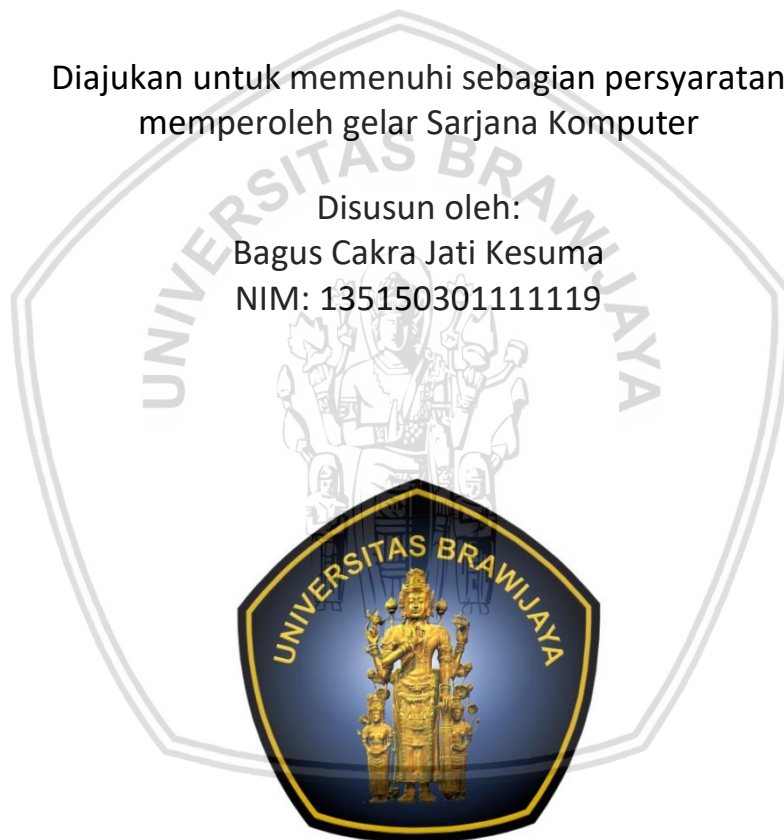 Diajukan untuk memenuhi sebagian persyaratan
memperoleh gelar Sarjana Komputer
Disusun oleh:
Bagus Cakra Jati Kesuma
NIM: 135150301111119
UNIVERSITAS BRAWIJAYA
UNIVERSITAS BRAWIJAYA